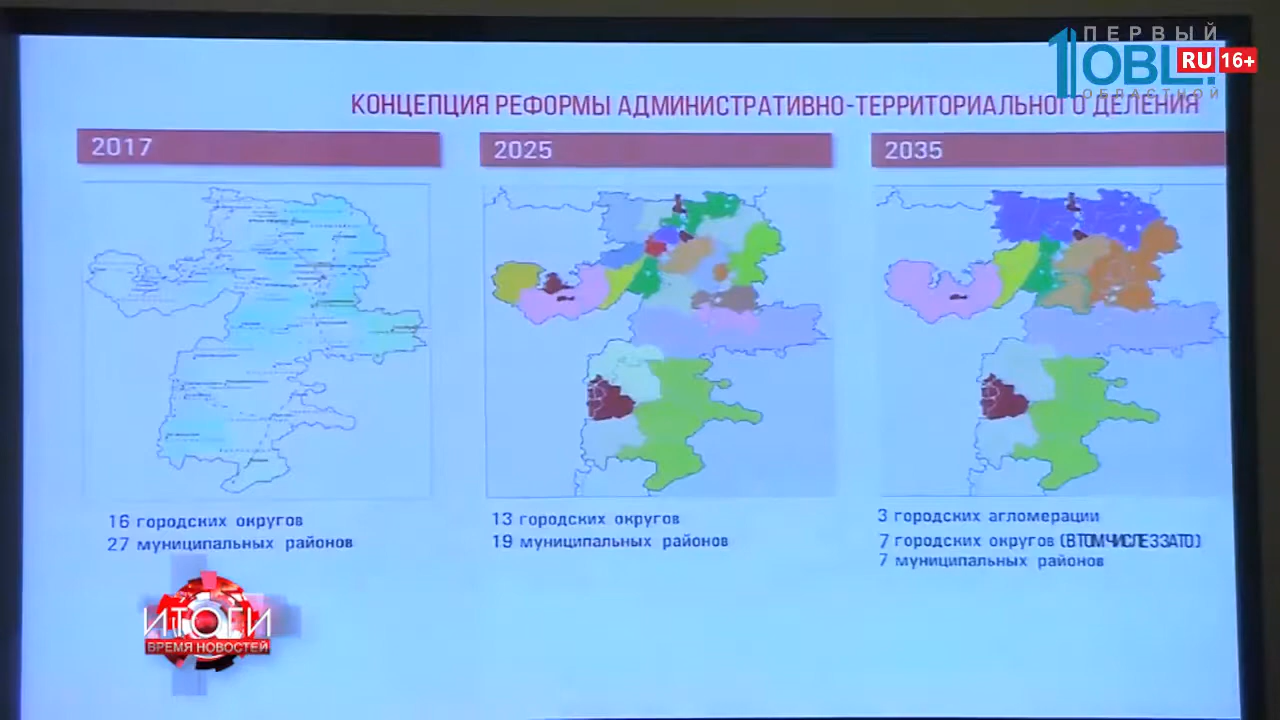 ПЕРВЫЙ
1OBL.
RU 16+
ОБЛАСТНОЙ
КОНЦЕПЦИЯ РЕФОРМЫ АДМИНИСТРАТИВНО-ТЕРРИТОРИАЛЬНОГО ДЕЛЕНИЯ
2017
2025
2035
16 городских округов
27 муниципальных районов
13 городских округов
19 муниципальных районов
3 городских агломерации
7 городских округов (В ТОМ ЧИСЛЕ 3 ЗАТО)
7 муниципальных районов
ИТОГИ
ВРЕМЯ НОВОСТЕЙ